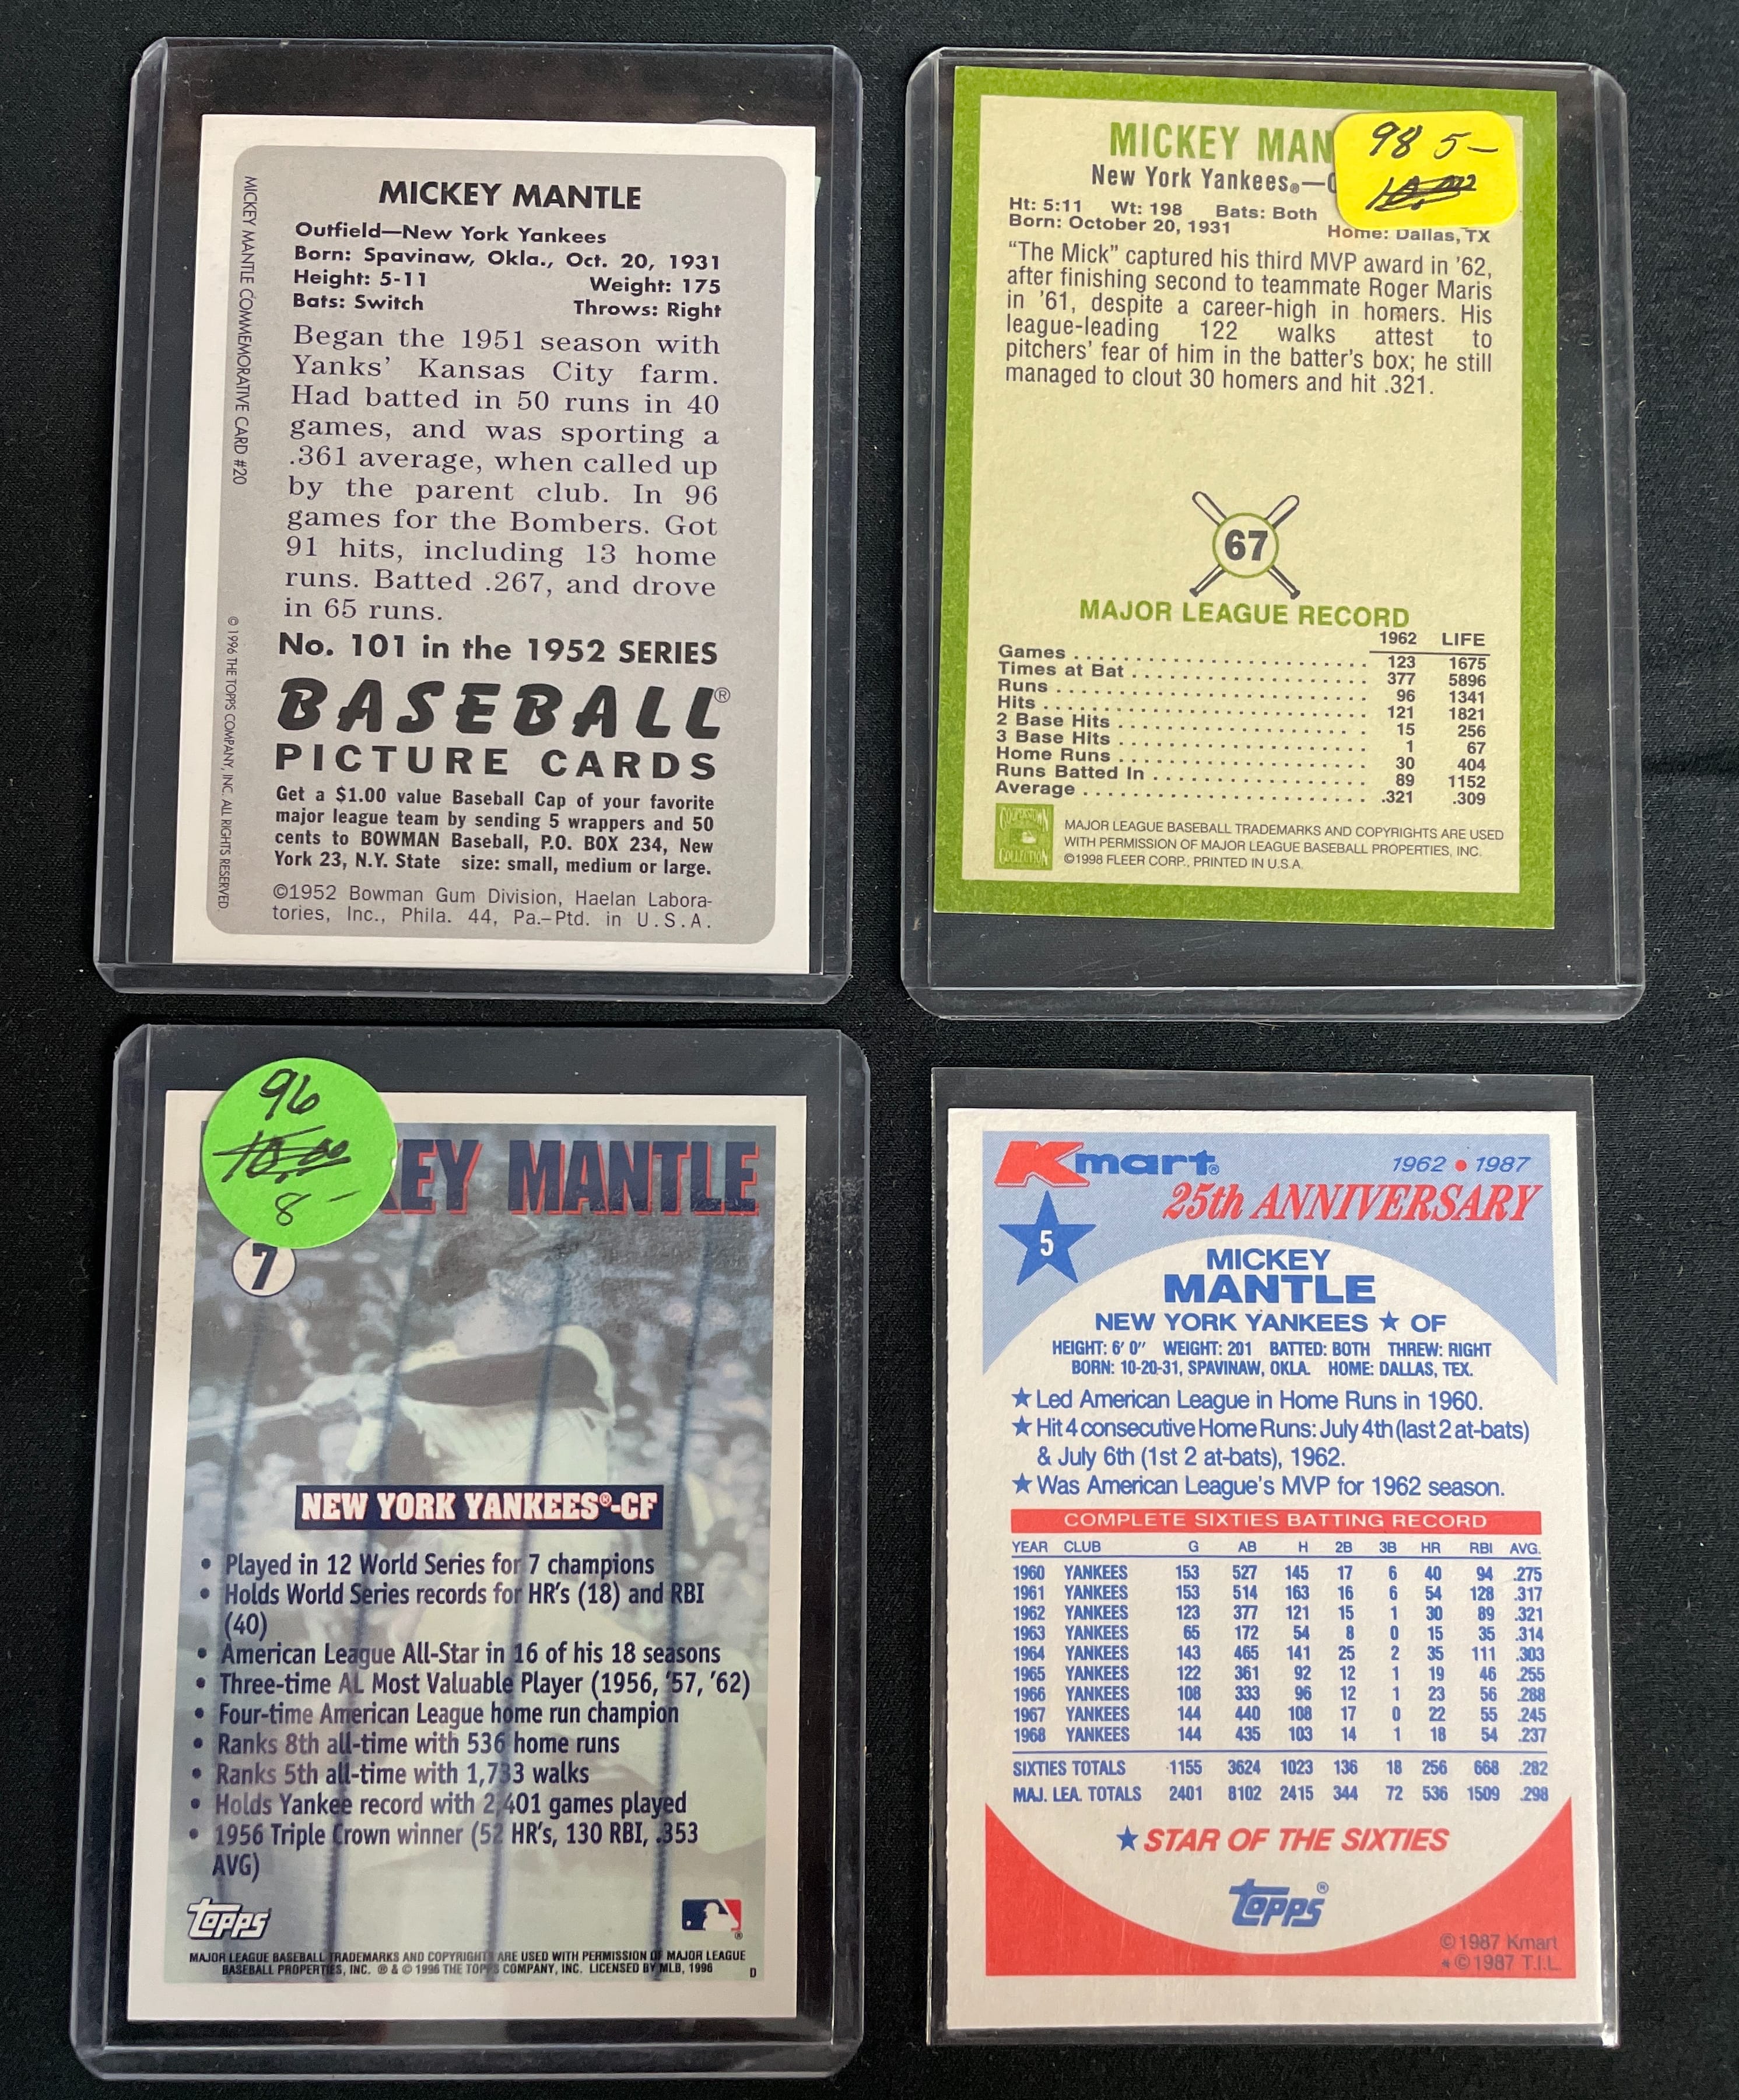 MICKEY MANTLE
Outfield—New York Yankees
Born: Spavinaw, Okla., Oct. 20, 1931
Height: 5-11 Weight: 175
Bats: Switch Throws: Right
Began the 1951 season with
Yanks' Kansas City farm.
Had batted in 50 runs in 40
games, and was sporting a
.361 average, when called up
by the parent club. In 96
games for the Bombers. Got
91 hits, including 13 home
runs. Batted .267, and drove
in 65 runs.
No. 101 in the 1952 SERIES
BASEBALL®
PICTURE CARDS
Get a $1.00 value Baseball Cap of your favorite
major league team by sending 5 wrappers and 50
cents to BOWMAN Baseball, P.O. BOX 234, New
York 23, N.Y. State size: small, medium or large.
©1952 Bowman Gum Division, Haelan Labora-
tories, Inc., Phila. 44, Pa.–Ptd. in U.S.A.
MICKEY MANTLE COMMEMORATIVE CARD #20
© 1996 THE TOPPS COMPANY, INC. ALL RIGHTS RESERVED.
98 5-
MICKEY MAN
New York Yankees®—
Ht: 5:11 Wt: 198 Bats: Both
Born: October 20, 1931 Home: Dallas, TX
"The Mick" captured his third MVP award in '62,
after finishing second to teammate Roger Maris
in '61, despite a career-high in homers. His
league-leading 122 walks attest to
pitchers' fear of him in the batter's box; he still
managed to clout 30 homers and hit .321.
67
MAJOR LEAGUE RECORD
1962 LIFE
Games 123 1675
Times at Bat 377 5896
Runs 96 1341
Hits 121 1821
2 Base Hits 15 256
3 Base Hits 1 67
Home Runs 30 404
Runs Batted In 89 1152
Average .321 .309
COOPERSTOWN
COLLECTION
MAJOR LEAGUE BASEBALL TRADEMARKS AND COPYRIGHTS ARE USED
WITH PERMISSION OF MAJOR LEAGUE BASEBALL PROPERTIES, INC.
©1998 FLEER CORP., PRINTED IN U.S.A.
96
10.00
8-
KEY MANTLE
7
NEW YORK YANKEES®-CF
• Played in 12 World Series for 7 champions
• Holds World Series records for HR's (18) and RBI
(40)
• American League All-Star in 16 of his 18 seasons
• Three-time AL Most Valuable Player (1956, '57, '62)
• Four-time American League home run champion
• Ranks 8th all-time with 536 home runs
• Ranks 5th all-time with 1,733 walks
• Holds Yankee record with 2,401 games played
• 1956 Triple Crown winner (52 HR's, 130 RBI, .353
AVG)
TOPPS
MAJOR LEAGUE BASEBALL TRADEMARKS AND COPYRIGHTS ARE USED WITH PERMISSION OF MAJOR LEAGUE
BASEBALL PROPERTIES, INC. ® & © 1996 THE TOPPS COMPANY, INC. LICENSED BY MLB, 1996 D
Kmart® 1962 • 1987
25th ANNIVERSARY
5
MICKEY
MANTLE
NEW YORK YANKEES ★ OF
HEIGHT: 6' 0" WEIGHT: 201 BATTED: BOTH THREW: RIGHT
BORN: 10-20-31, SPAVINAW, OKLA. HOME: DALLAS, TEX.
★ Led American League in Home Runs in 1960.
★ Hit 4 consecutive Home Runs: July 4th (last 2 at-bats)
& July 6th (1st 2 at-bats), 1962.
★ Was American League's MVP for 1962 season.
COMPLETE SIXTIES BATTING RECORD
YEAR CLUB G AB H 2B 3B HR RBI AVG.
1960 YANKEES 153 527 145 17 6 40 94 .275
1961 YANKEES 153 514 163 16 6 54 128 .317
1962 YANKEES 123 377 121 15 1 30 89 .321
1963 YANKEES 65 172 54 8 0 15 35 .314
1964 YANKEES 143 465 141 25 2 35 111 .303
1965 YANKEES 122 361 92 12 1 19 46 .255
1966 YANKEES 108 333 96 12 1 23 56 .288
1967 YANKEES 144 440 108 17 0 22 55 .245
1968 YANKEES 144 435 103 14 1 18 54 .237
SIXTIES TOTALS 1155 3624 1023 136 18 256 668 .282
MAJ. LEA. TOTALS 2401 8102 2415 344 72 536 1509 .298
★ STAR OF THE SIXTIES
TOPPS®
©1987 Kmart
*©1987 T.I.L.